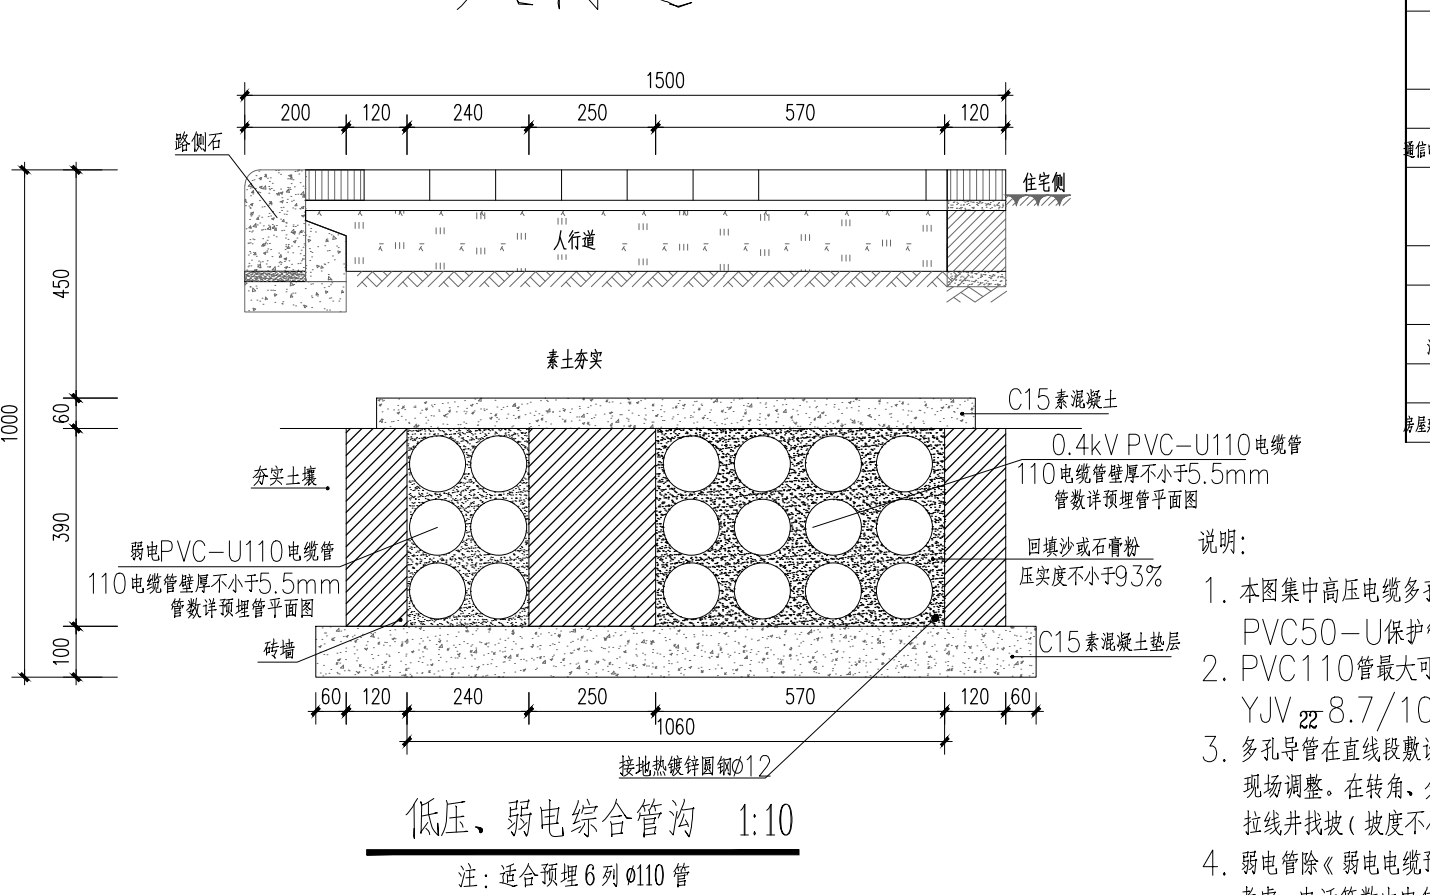 1500
200 120 240 250 570 120
路侧石
住宅侧
人行道
450
素土夯实
1000
60
C15素混凝土
0.4kV PVC-U110电缆管
110电缆管壁厚不小于5.5mm
管数详预埋管平面图
夯实土壤
390
弱电PVC-U110电缆管
110电缆管壁厚不小于5.5mm
管数详预埋管平面图
回填沙或石膏粉
压实度不小于93%
100
砖墙
C15素混凝土垫层
60 120 240 250 570 120 60
1060
接地热镀锌圆钢Ø12
低压、弱电综合管沟 1:10
注: 适合预埋6列Ø110管
通信
说明:
1. 本图集中高压电缆多
PVC50-U保护
2. PVC110管最大可
YJV22-8.7/10
3. 多孔导管在直线段敷
现场调整。在转角、
拉线井找坡(坡度不
4. 弱电管除《弱电电缆